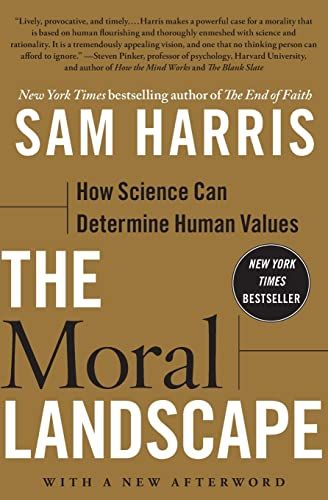 "Lively, provocative, and timely, . . . Harris makes a powerful case for a morality that
is based on human flourishing and thoroughly enmeshed with science and
rationality. It is a tremendously appealing vision, and one that no thinking person can
afford to ignore." —Steven Pinker, professor of psychology, Harvard University,
and author of How the Mind Works and The Blank Slate
New York Times bestselling author of The End of Faith
SAM HARRIS
How Science Can
Determine Human Values
THE
Moral
LANDSCAPE
NEW YORK
TIMES
BESTSELLER
WITH A NEW AFTERWORD